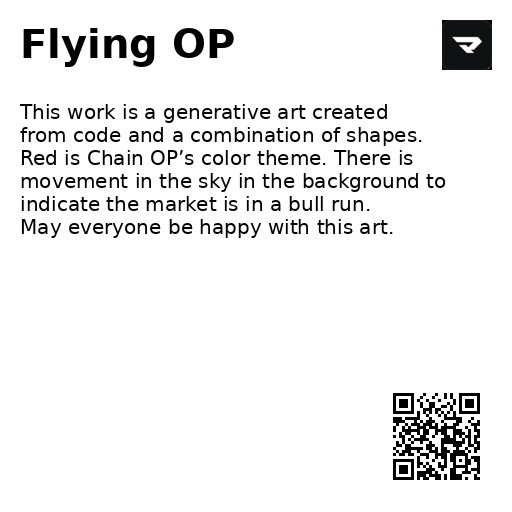 Flying OP
This work is a generative art created
from code and a combination of shapes.
Red is Chain OP’s color theme. There is
movement in the sky in the background to
indicate the market is in a bull run.
May everyone be happy with this art.